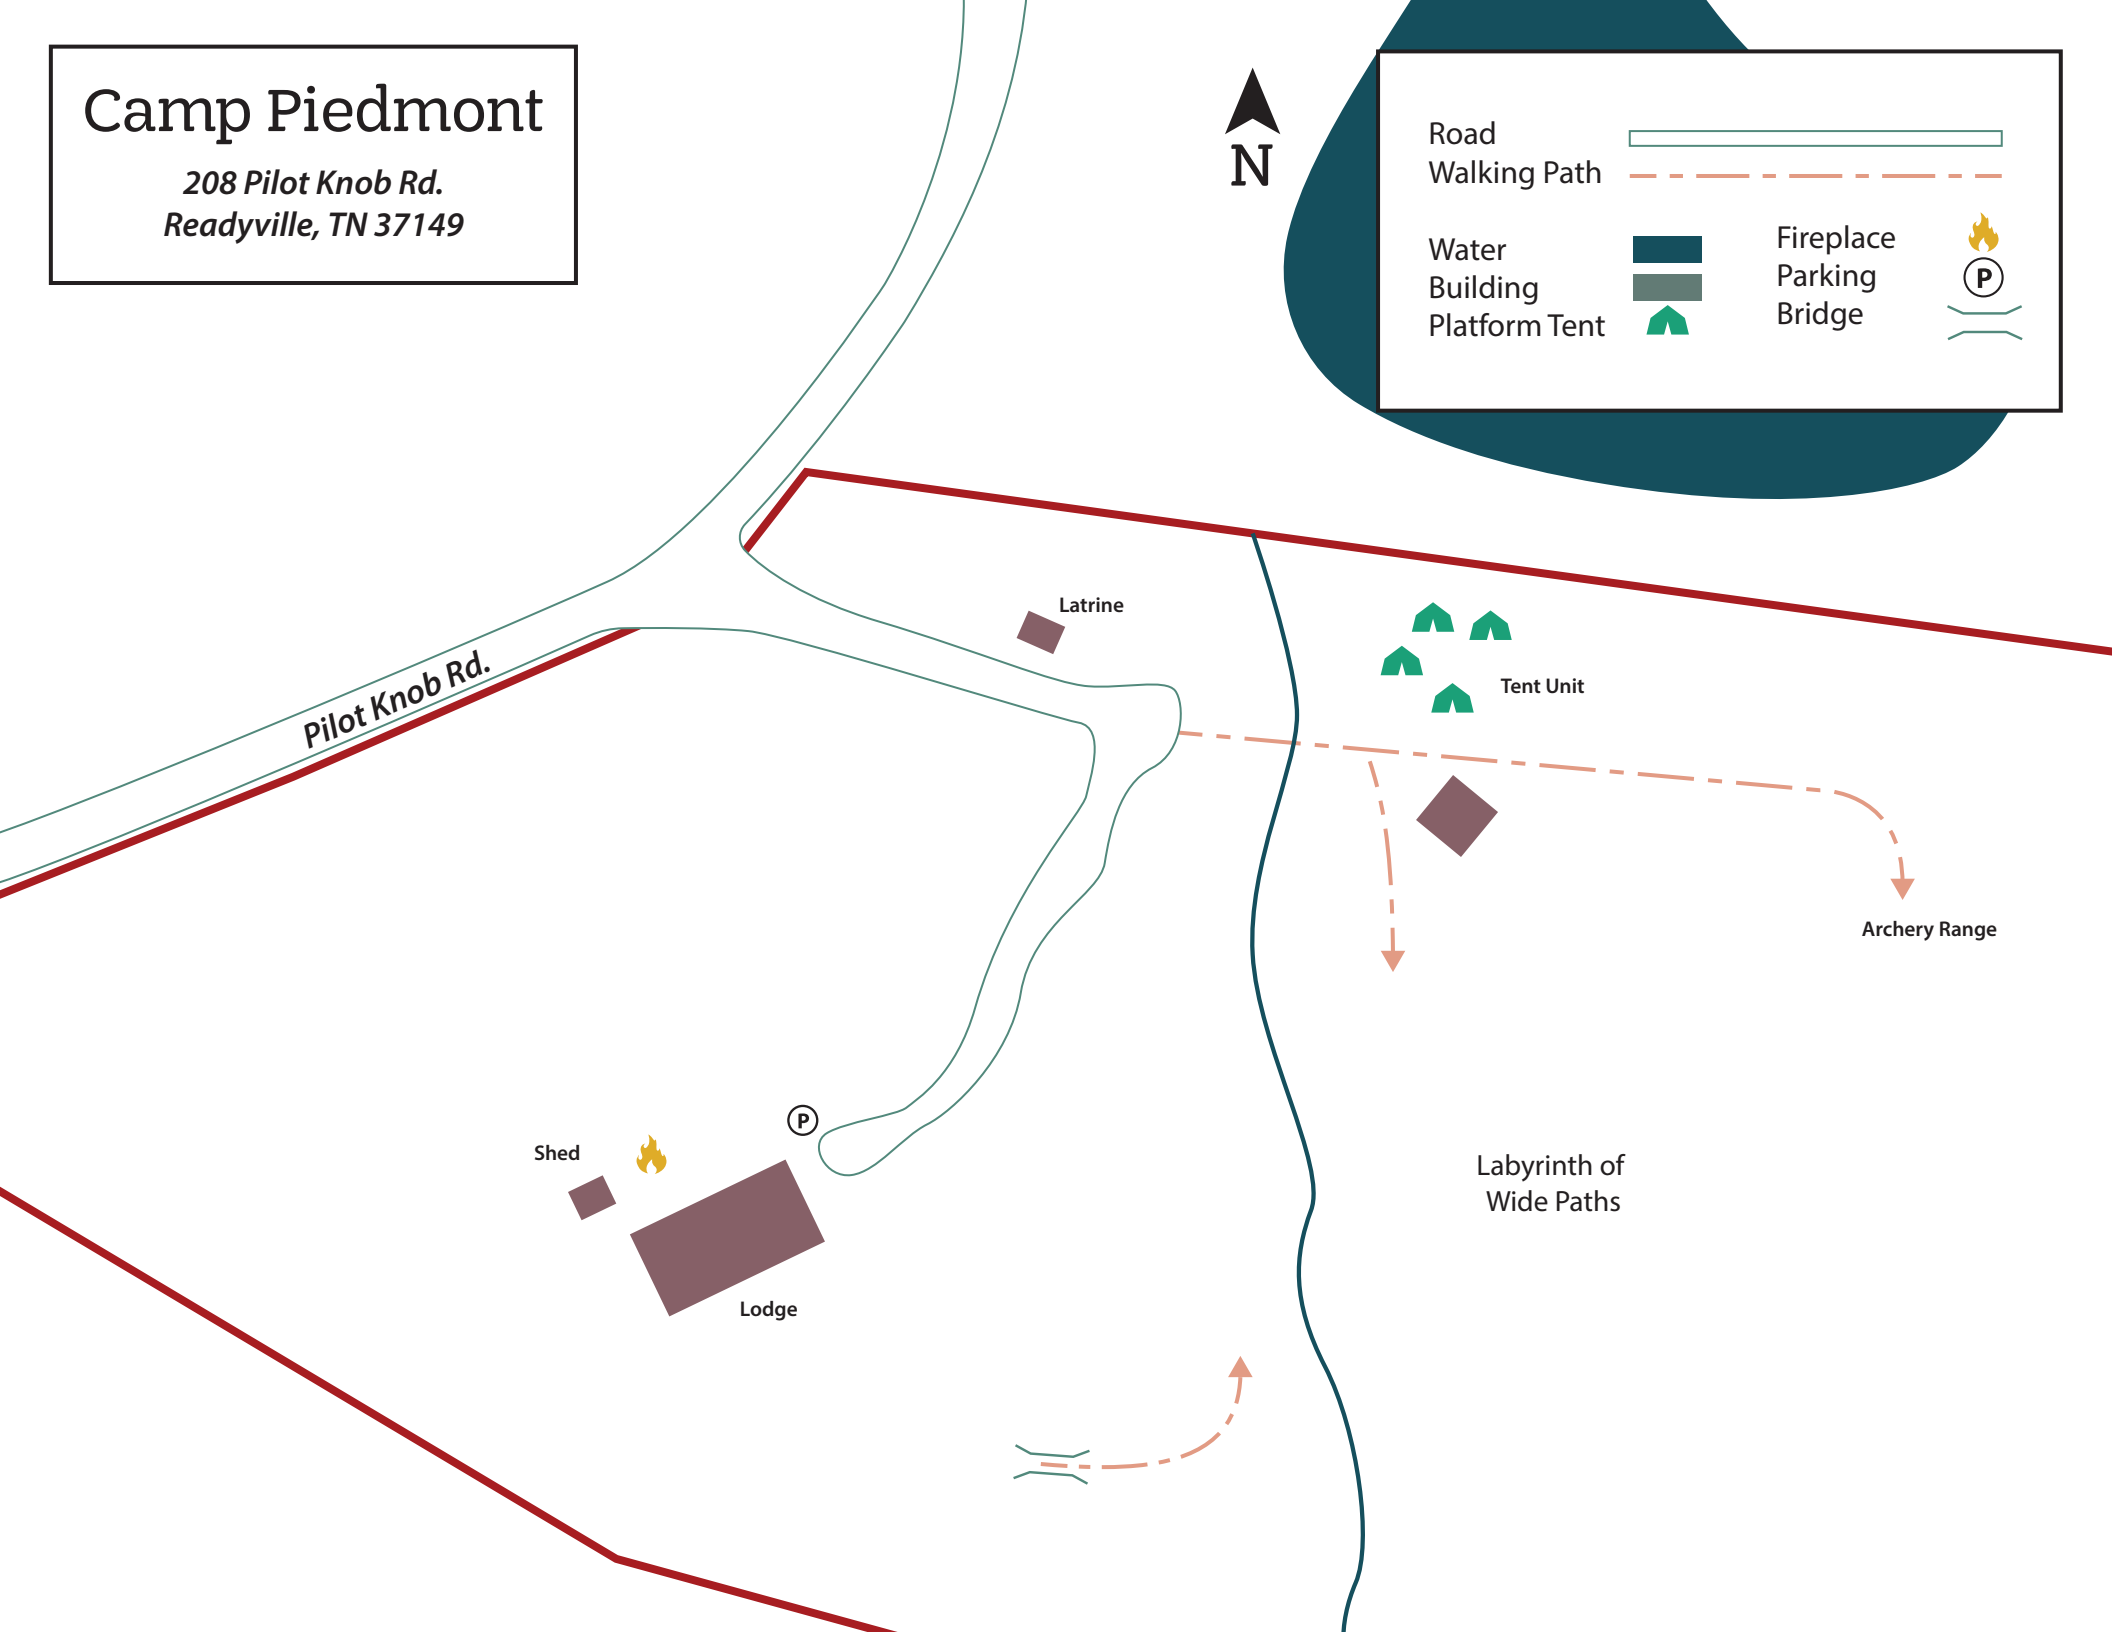 Camp Piedmont
208 Pilot Knob Rd.
Readyville, TN 37149
N
Road
Walking Path
Water
Building
Platform Tent
Fireplace
Parking
P
Bridge
Pilot Knob Rd.
Latrine
Tent Unit
Archery Range
P
Shed
Lodge
Labyrinth of
Wide Paths